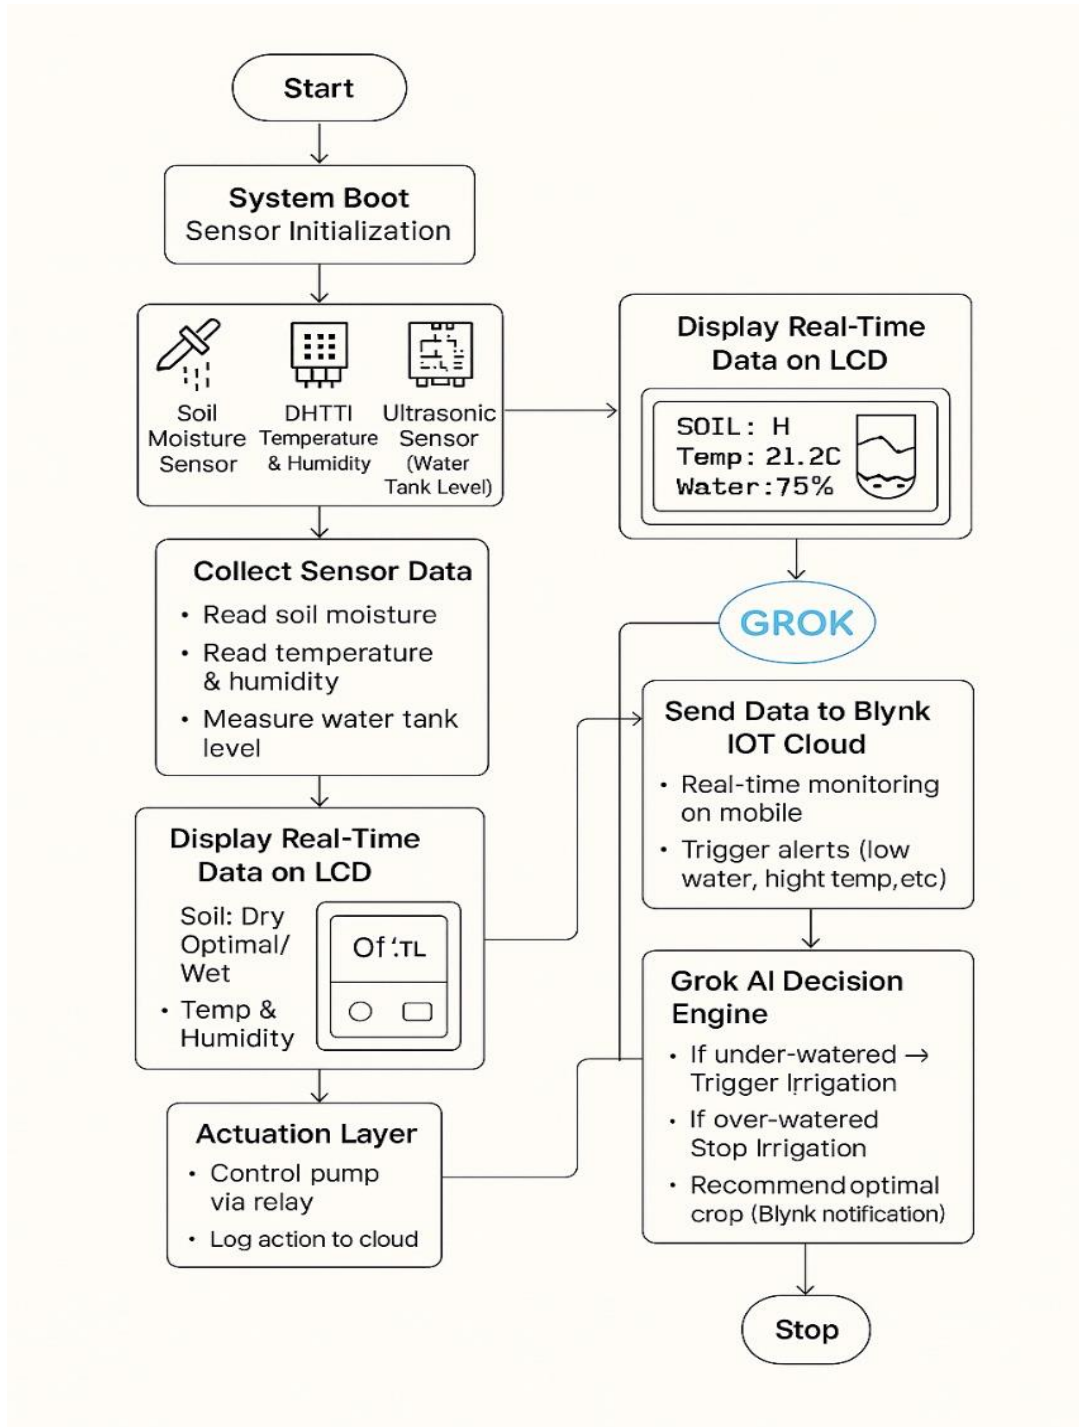 Start
System Boot
Sensor Initialization
Soil
Moisture
Sensor
DHTTI
Temperature
& Humidity
Ultrasonic
Sensor
(Water
Tank Level)
Display Real-Time
Data on LCD
SOIL: H
Temp: 21.2C
Water:75%
GROK
Collect Sensor Data
• Read soil moisture
• Read temperature
& humidity
• Measure water tank
level
Send Data to Blynk
IOT Cloud
• Real-time monitoring
on mobile
• Trigger alerts (low
water, hight temp, etc)
Display Real-Time
Data on LCD
Soil: Dry
Optimal/
Wet
• Temp &
Humidity
Of ‘.TL
Grok AI Decision
Engine
• If under-watered →
Trigger Irrigation
• If over-watered
Stop Irrigation
• Recommend optimal
crop (Blynk notification)
Actuation Layer
• Control pump
via relay
• Log action to cloud
Stop